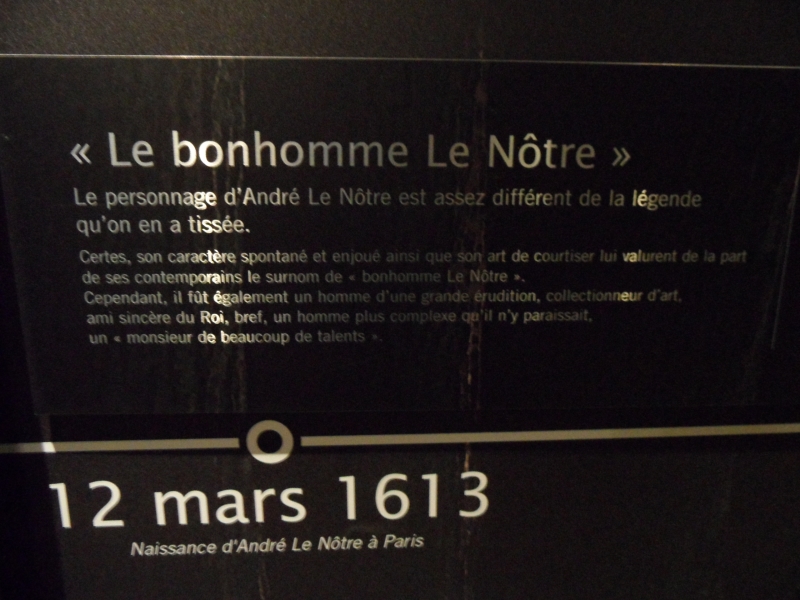 « Le bonhomme Le Nôtre »
Le personnage d'André Le Nôtre est assez différent de la légende
qu'on en a tissée.
Certes, son caractère spontané et enjoué ainsi que son art de courtiser lui valurent de la part
de ses contemporains le surnom de « bonhomme Le Nôtre ».
Cependant, il fût également un homme d'une grande érudition, collectionneur d'art,
ami sincère du Roi, bref, un homme plus complexe qu'il n'y paraissait,
un « monsieur de beaucoup de talents ».
12 mars 1613
Naissance d'André Le Nôtre à Paris